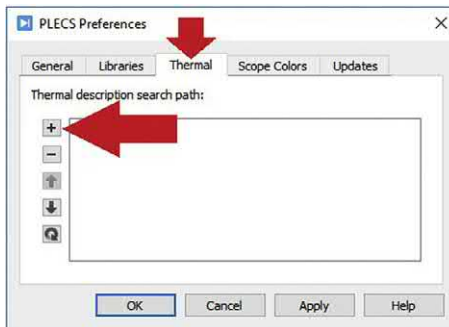 PLECS Preferences
General Libraries Thermal Scope Colors Updates
Thermal description search path:
OK Cancel Apply Help